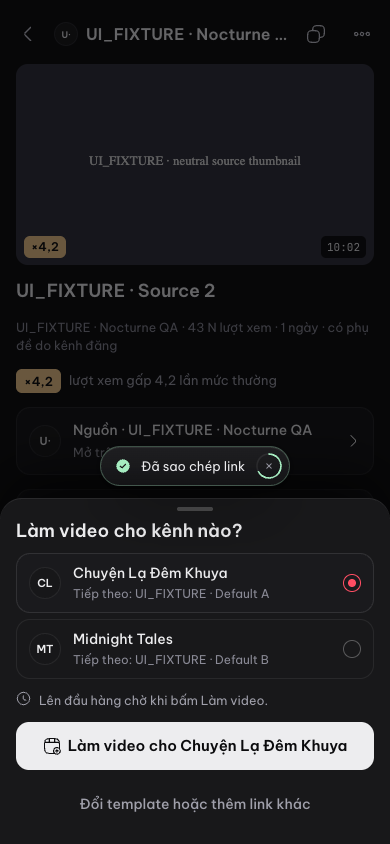 U·
UI_FIXTURE · Nocturne ...
UI_FIXTURE · neutral source thumbnail
×4,2
10:02
UI_FIXTURE · Source 2
UI_FIXTURE · Nocturne QA · 43 N lượt xem · 1 ngày · có phụ
đề do kênh đăng
×4,2 lượt xem gấp 4,2 lần mức thường
U·
Nguồn · UI_FIXTURE · Nocturne QA
Đã sao chép link
Làm video cho kênh nào?
CL
Chuyện Lạ Đêm Khuya
Tiếp theo: UI_FIXTURE · Default A
MT
Midnight Tales
Tiếp theo: UI_FIXTURE · Default B
Lên đầu hàng chờ khi bấm Làm video.
Làm video cho Chuyện Lạ Đêm Khuya
Đổi template hoặc thêm link khác